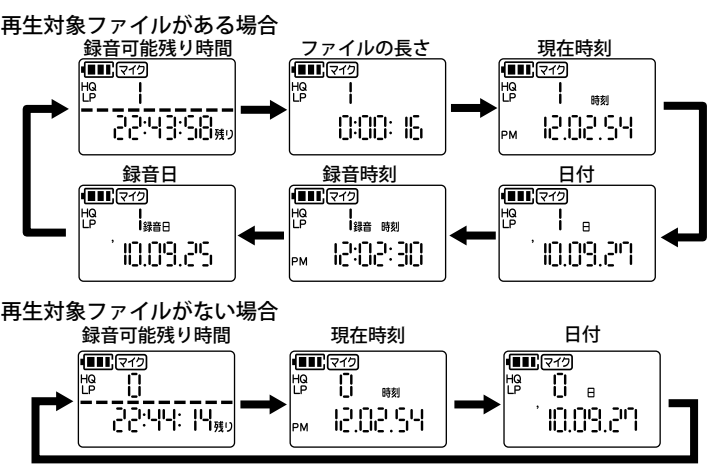 再生対象ファイルがある場合
録音可能残り時間
マイク
HQ
LP
1
22:43:58残り
ファイルの長さ
マイク
HQ
LP
1
0:00:16
現在時刻
マイク
HQ
LP
1
時刻
PM
12.02.54
録音日
マイク
HQ
LP
1録音日
'10.09.25
録音時刻
マイク
HQ
LP
1録音 時刻
PM
12:02:30
日付
マイク
HQ
LP
1
日
'10.09.27
再生対象ファイルがない場合
録音可能残り時間
マイク
HQ
LP
0
22:44:14残り
現在時刻
マイク
HQ
LP
0
時刻
PM
12.02.54
日付
マイク
HQ
LP
0
日
'10.09.27